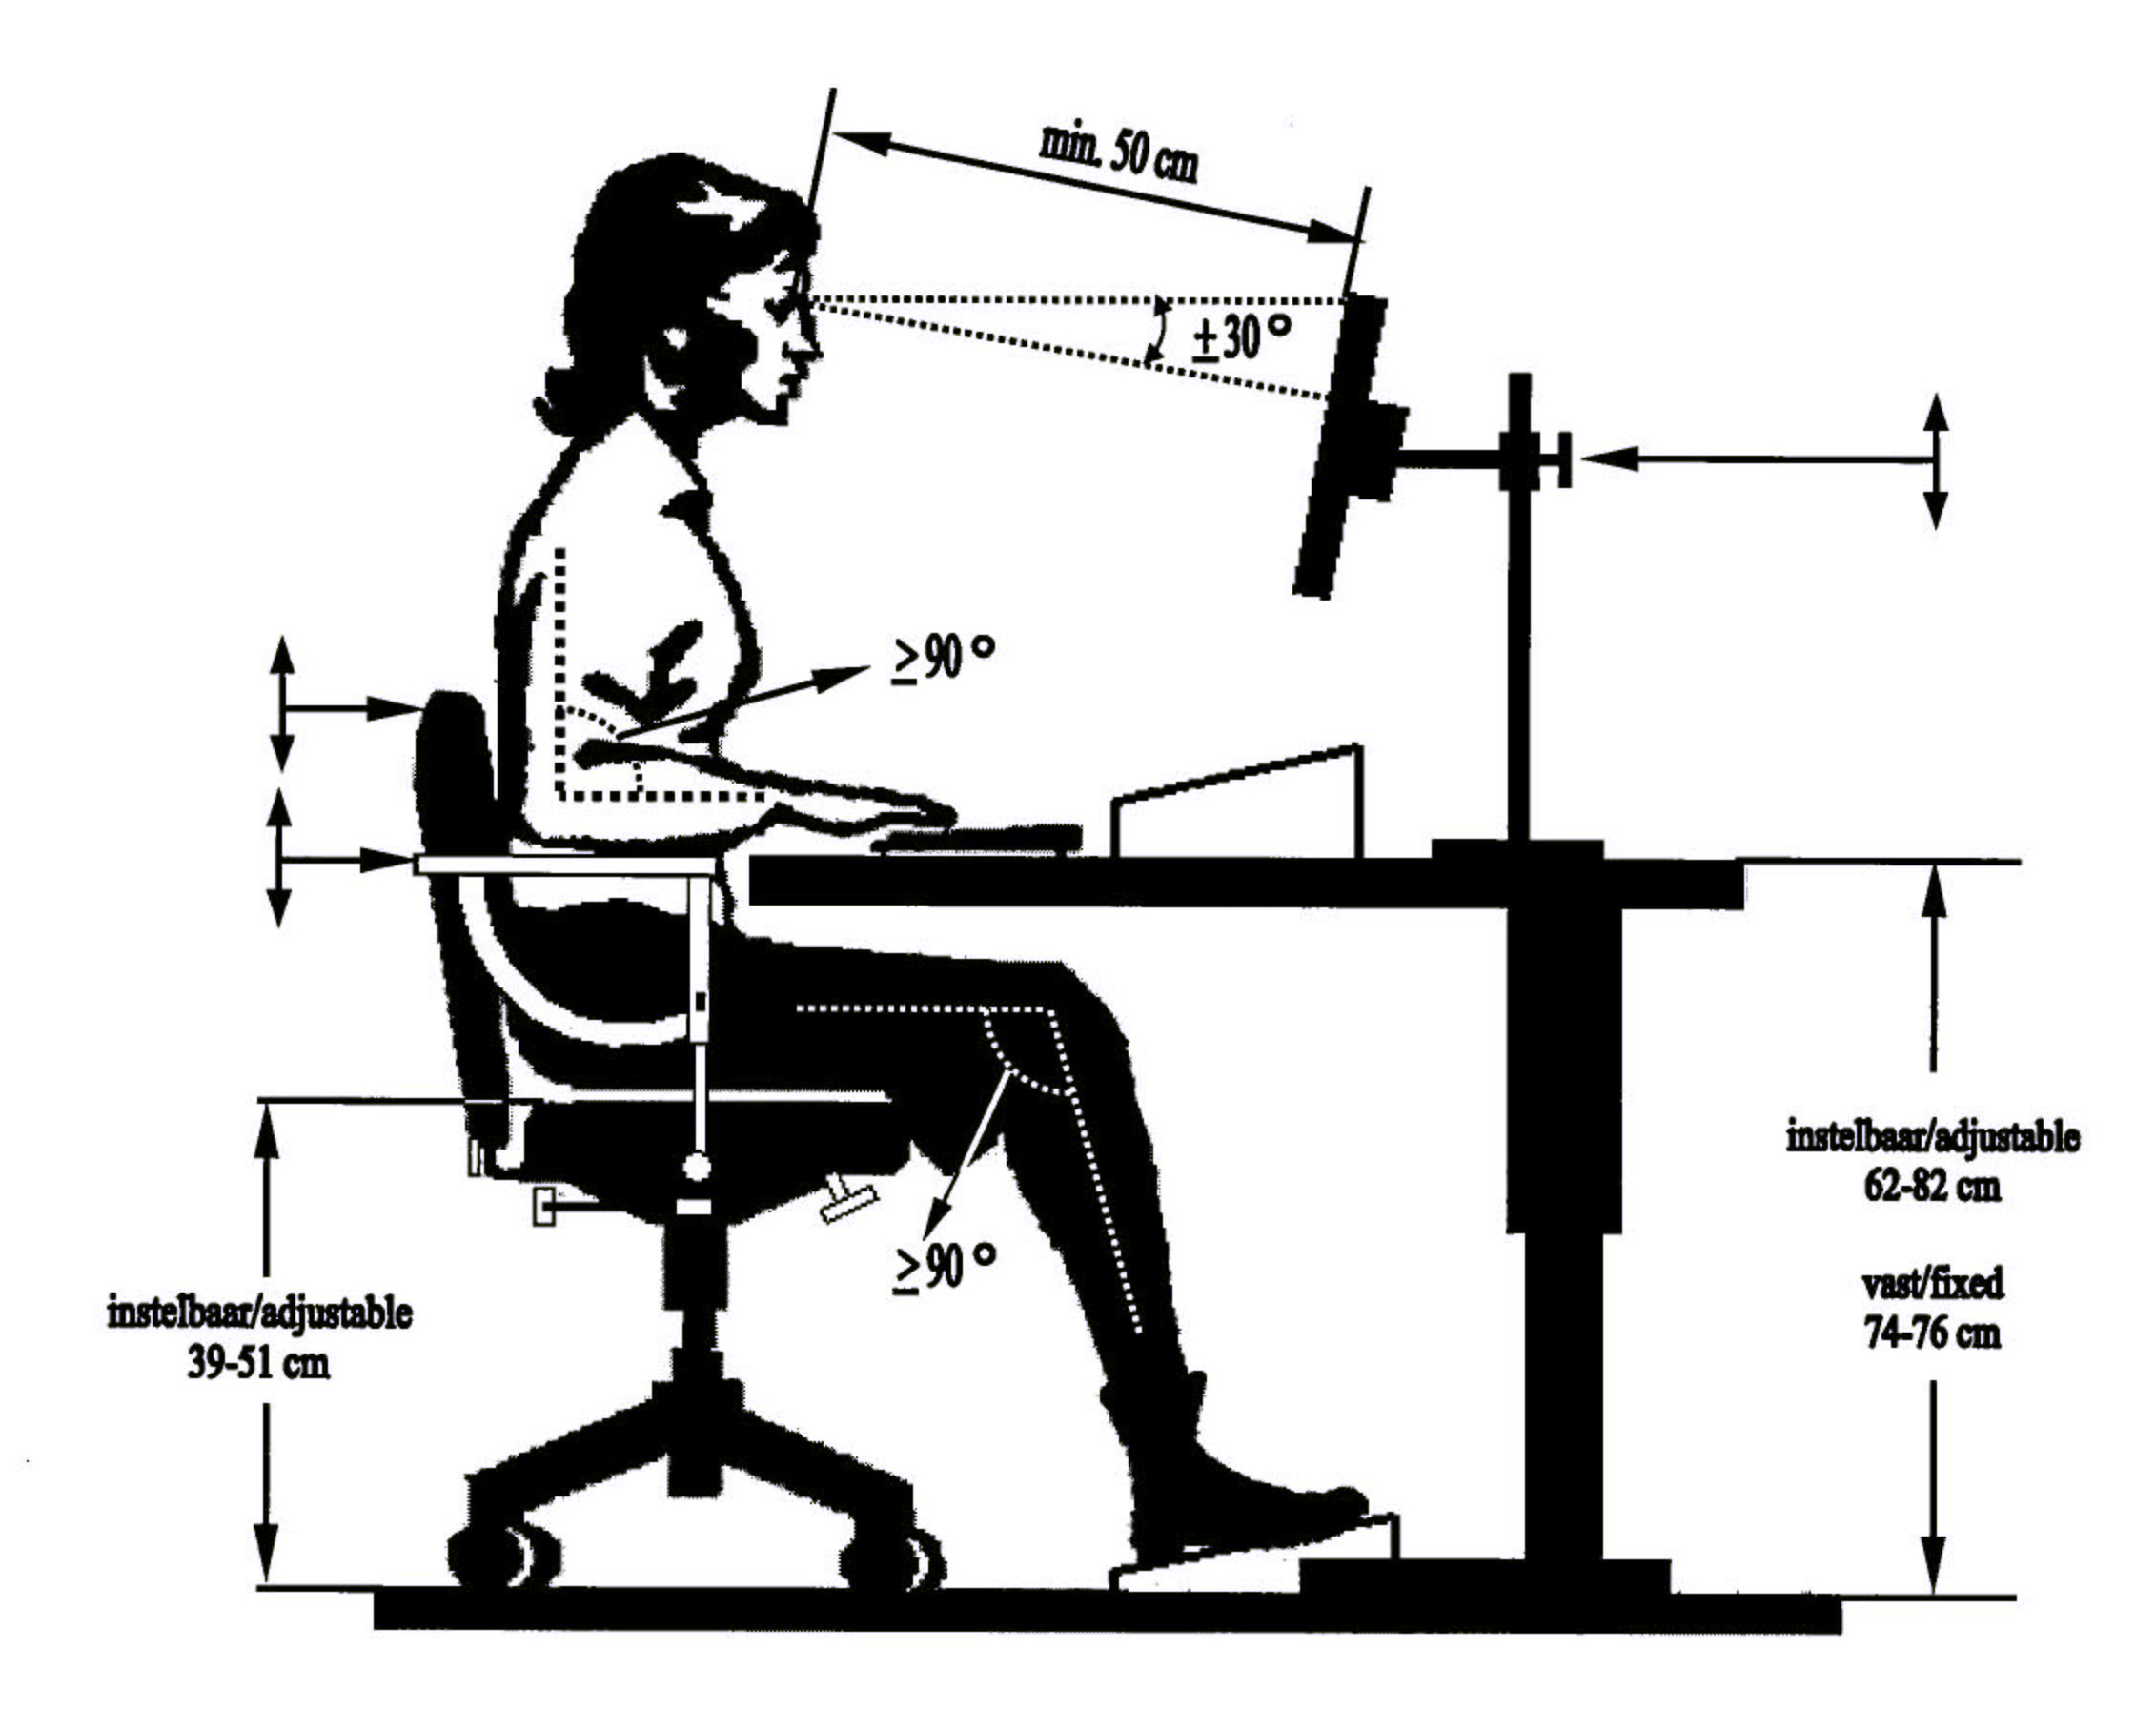 min. 50 cm
±30°
≥90°
instelbaar/adjustable
62-82 cm
≥90°
vast/fixed
74-76 cm
instelbaar/adjustable
39-51 cm